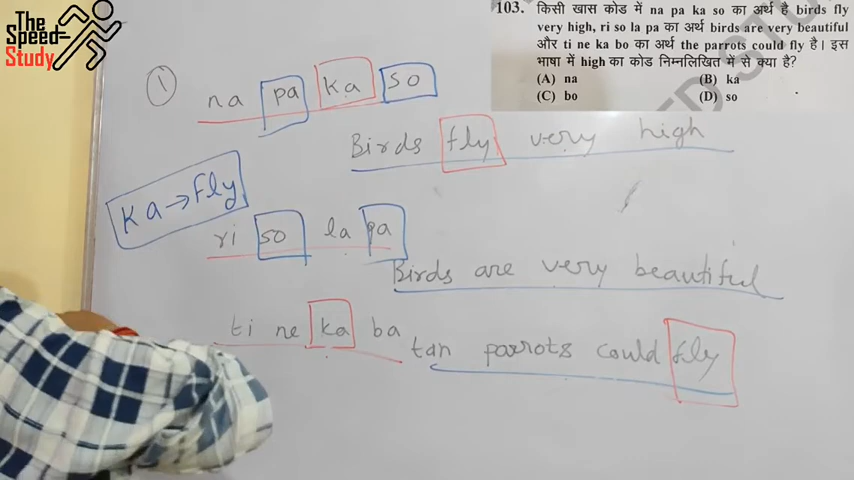 The
Speed-
Study
103. किसी खास कोड में na pa ka so का अर्थ है birds fly
very high, ri so la pa का अर्थ birds are very beautiful
और ti ne ka bo का अर्थ the parrots could fly है। इस
भाषा में high का कोड निम्नलिखित में से क्या है?
(A) na (B) ka
(C) bo (D) so
① na pa ka so
Birds fly very high
Ka → Fly
ri so la pa
Birds are very beautiful
ti ne ka ba
tan parrots could fly